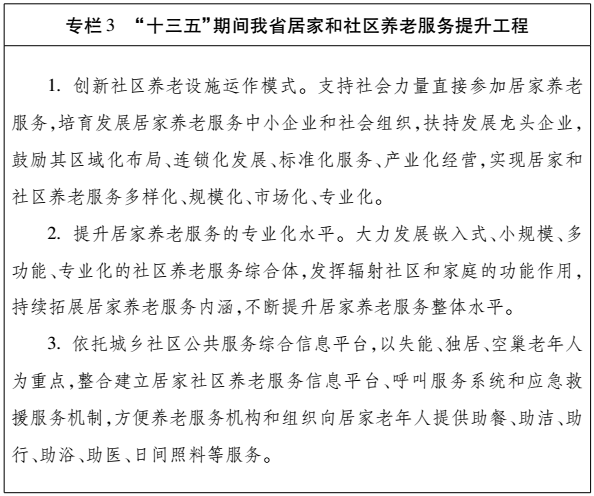 专栏3 “十三五”期间我省居家和社区养老服务提升工程
1. 创新社区养老设施运作模式。支持社会力量直接参加居家养老
服务,培育发展居家养老服务中小企业和社会组织,扶持发展龙头企业,
鼓励其区域化布局、连锁化发展、标准化服务、产业化经营,实现居家和
社区养老服务多样化、规模化、市场化、专业化。
2. 提升居家养老服务的专业化水平。大力发展嵌入式、小规模、多
功能、专业化的社区养老服务综合体,发挥辐射社区和家庭的功能作用,
持续拓展居家养老服务内涵,不断提升居家养老服务整体水平。
3. 依托城乡社区公共服务综合信息平台,以失能、独居、空巢老年人
为重点,整合建立居家社区养老服务信息平台、呼叫服务系统和应急救
援服务机制,方便养老服务机构和组织向居家老年人提供助餐、助洁、助
行、助浴、助医、日间照料等服务。